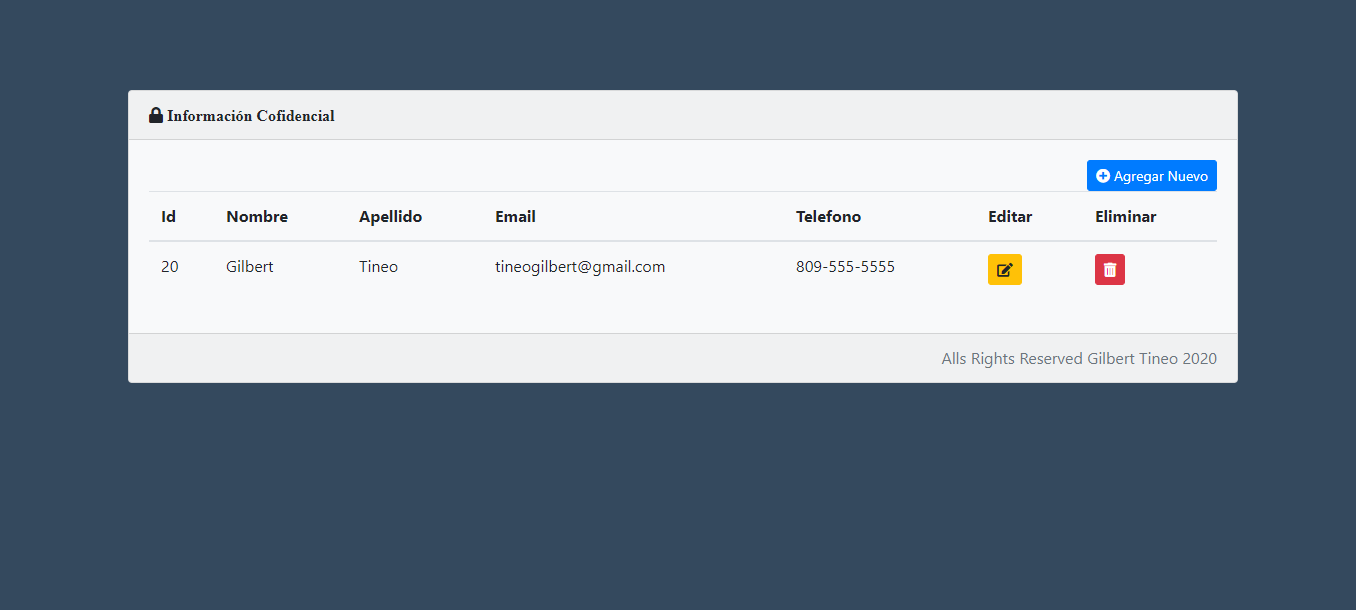 Información Cofidencial
Agregar Nuevo
Id Nombre Apellido Email Telefono Editar Eliminar
20 Gilbert Tineo tineogilbert@gmail.com 809-555-5555
Alls Rights Reserved Gilbert Tineo 2020